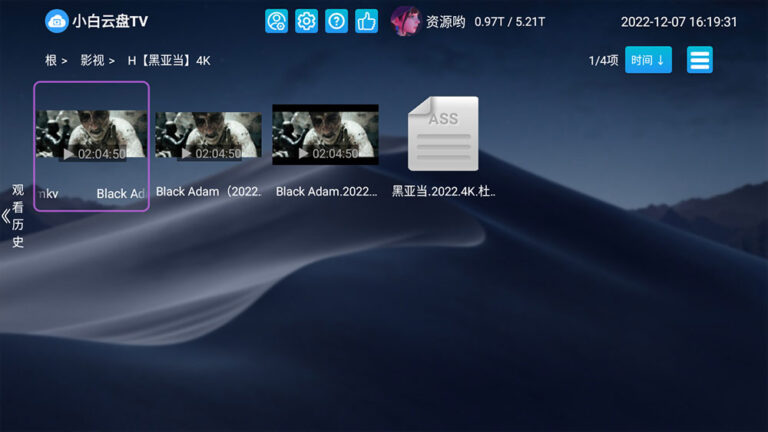 小白云盘TV
资源哟 0.97T / 5.21T
2022-12-07 16:19:31
根 > 影视 > H【黑亚当】4K
1/4项
时间 ↓
02:04:50
02:04:50
02:04:50
ASS
mkv Black Ad
Black Adam（2022..
Black Adam.2022...
黑亚当.2022.4K.杜..
观看历史